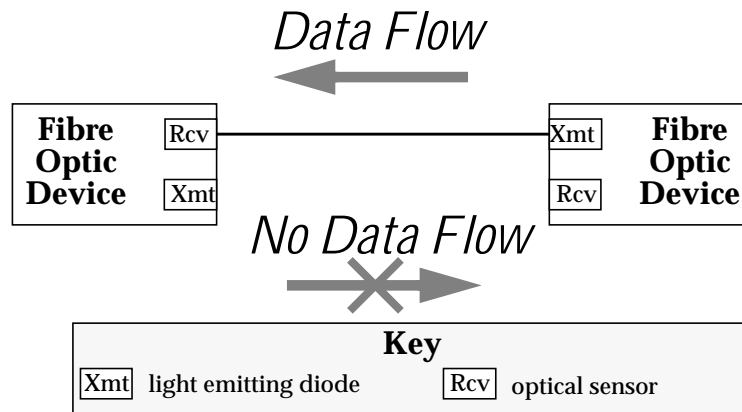 Data Flow
Fibre
Optic
Device
Rcv
Xmt
Xmt
Rcv
Fibre
Optic
Device
No Data Flow
Key
Xmt light emitting diode
Rcv optical sensor